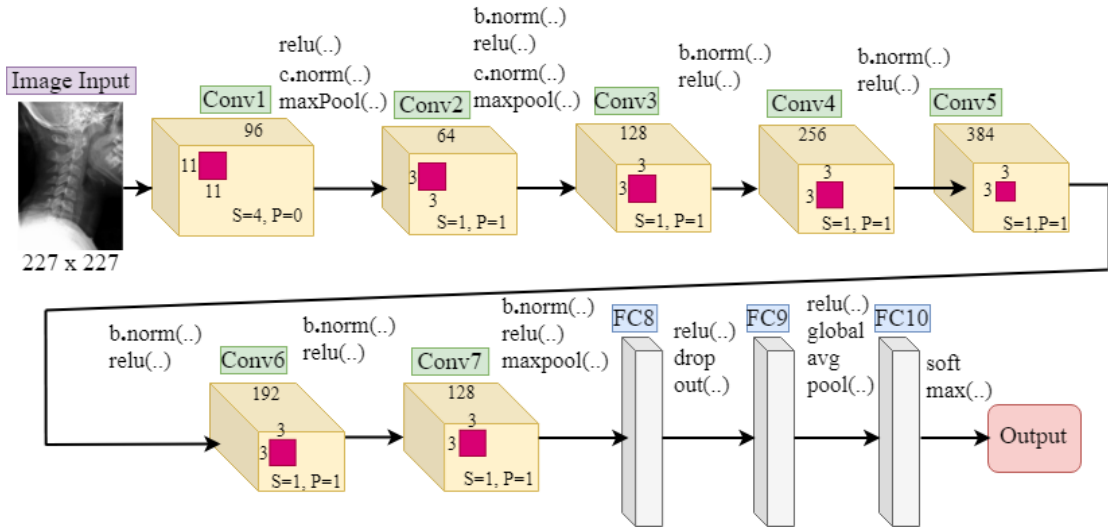 Image Input
227 x 227
Conv1
96
11
11
S=4, P=0
relu(..)
c.norm(..)
maxPool(..)
Conv2
64
3
3
S=1, P=1
b.norm(..)
relu(..)
c.norm(..)
maxpool(..)
Conv3
128
3
3
S=1, P=1
b.norm(..)
relu(..)
Conv4
256
3
3
S=1, P=1
b.norm(..)
relu(..)
Conv5
384
3
3
S=1,P=1
b.norm(..)
relu(..)
Conv6
192
3
3
S=1, P=1
b.norm(..)
relu(..)
Conv7
128
3
3
S=1, P=1
b.norm(..)
relu(..)
maxpool(..)
FC8
relu(..)
drop
out(..)
FC9
relu(..)
global
avg
pool(..)
FC10
soft
max(..)
Output